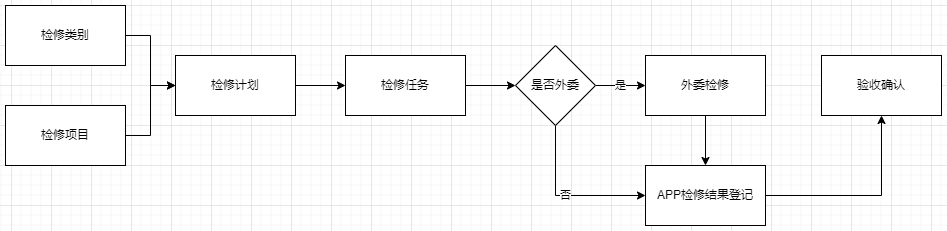 检修类别
检修项目
检修计划
检修任务
是否外委
是
外委检修
否
APP检修结果登记
验收确认